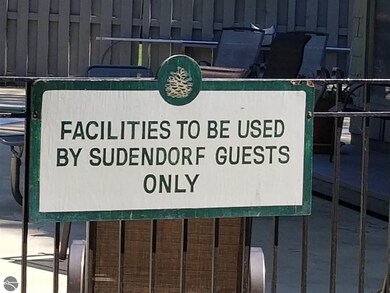 FACILITIES TO BE USED
BY SUDENDORF GUESTS
ONLY